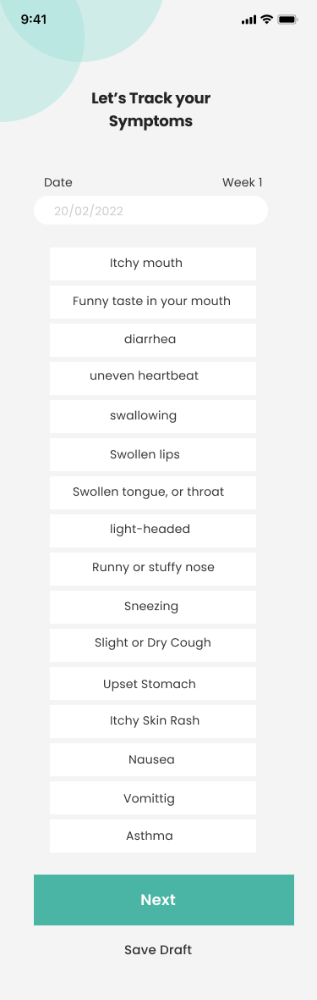 9:41
Let’s Track your
Symptoms
Date Week 1
20/02/2022
Itchy mouth
Funny taste in your mouth
diarrhea
uneven heartbeat
swallowing
Swollen lips
Swollen tongue, or throat
light-headed
Runny or stuffy nose
Sneezing
Slight or Dry Cough
Upset Stomach
Itchy Skin Rash
Nausea
Vomittig
Asthma
Next
Save Draft